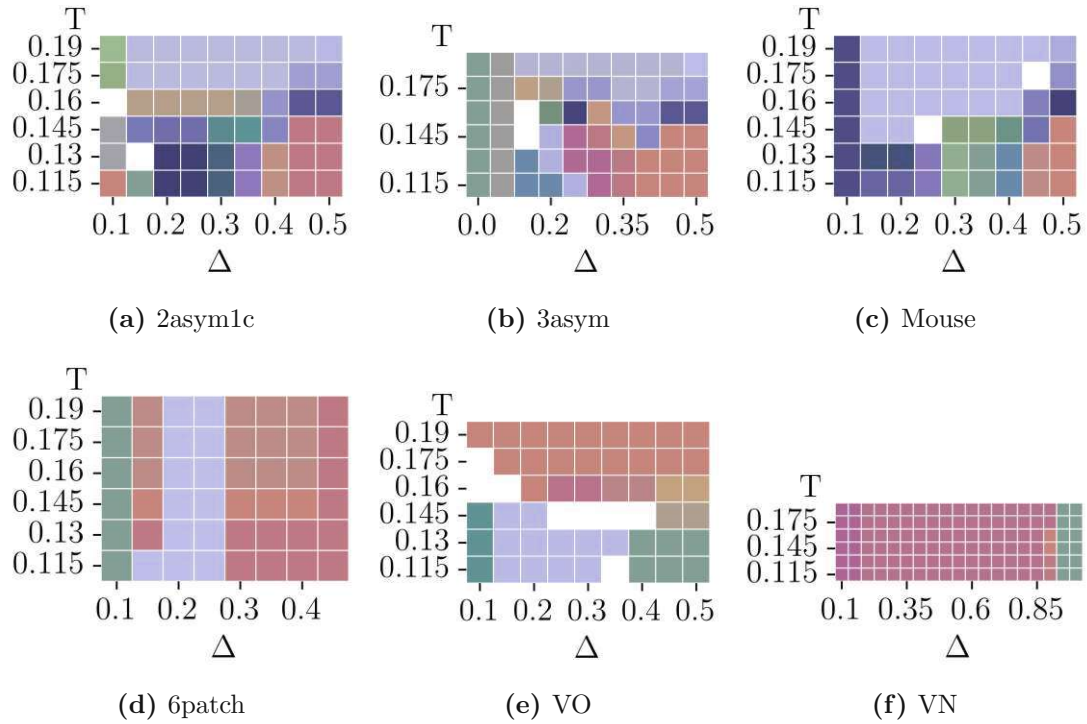 T
0.19
0.175
0.16
0.145
0.13
0.115
0.1 0.2 0.3 0.4 0.5
Δ
(a) 2asym1c
T
0.175
0.145
0.115
0.0 0.2 0.35 0.5
Δ
(b) 3asym
T
0.19
0.175
0.16
0.145
0.13
0.115
0.1 0.2 0.3 0.4 0.5
Δ
(c) Mouse
T
0.19
0.175
0.16
0.145
0.13
0.115
0.1 0.2 0.3 0.4
Δ
(d) 6patch
T
0.19
0.175
0.16
0.145
0.13
0.115
0.1 0.2 0.3 0.4 0.5
Δ
(e) VO
T
0.175
0.145
0.115
0.1 0.35 0.6 0.85
Δ
(f) VN